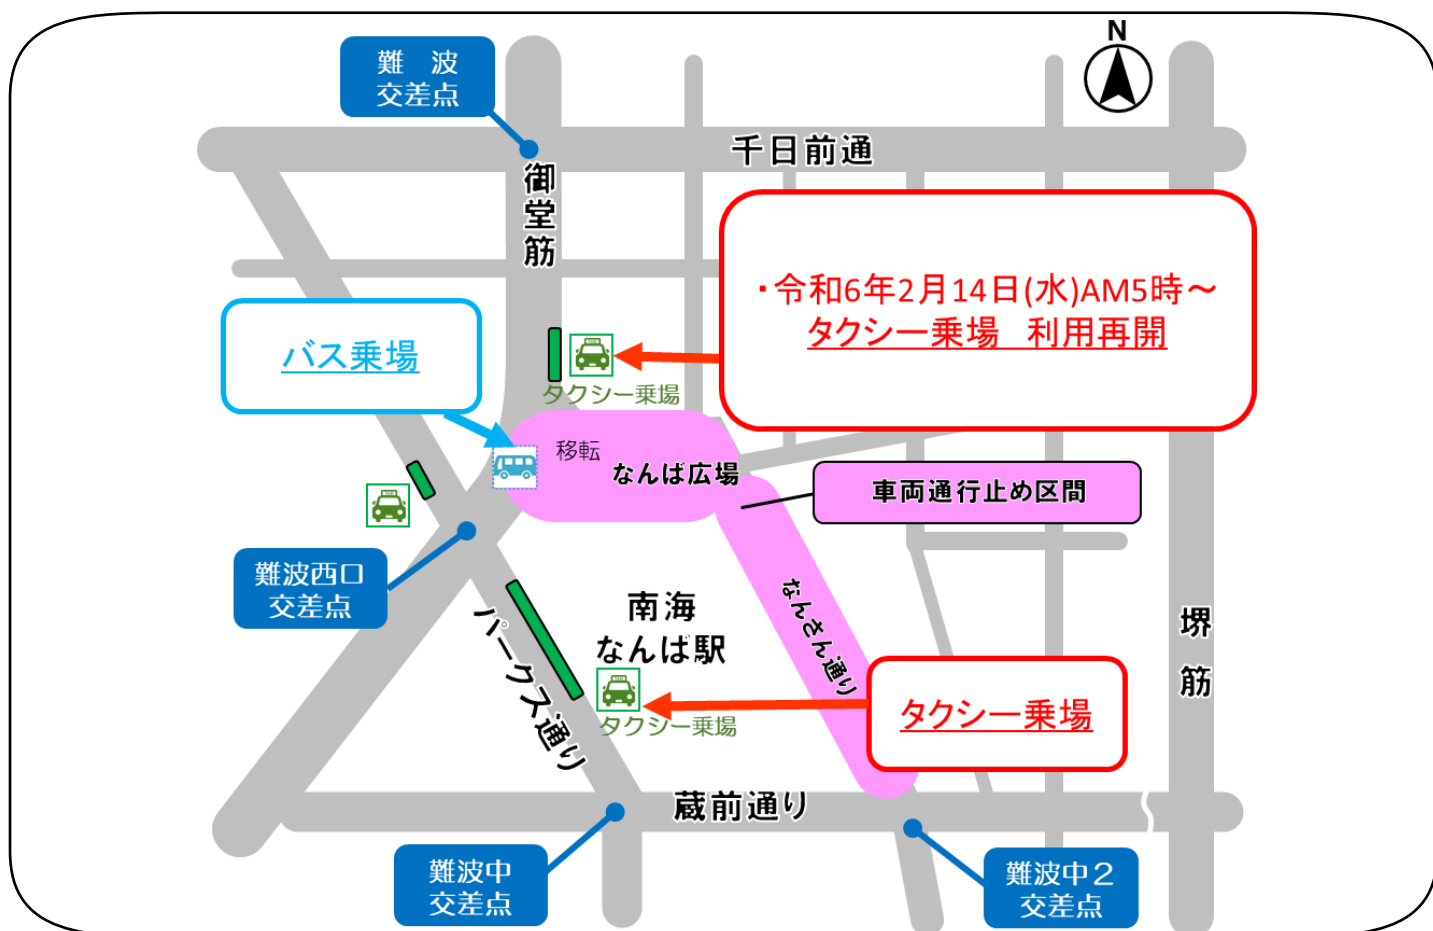 N
難 波
交差点
千日前通
御堂筋
・令和6年2月14日(水)AM5時～
タクシー乗場 利用再開
バス乗場
タクシー乗場
移転
なんば広場
車両通行止め区間
難波西口
交差点
南海
なんば駅
なんさん通り
パークス通り
堺筋
タクシー乗場
タクシー乗場
蔵前通り
難波中
交差点
難波中２
交差点